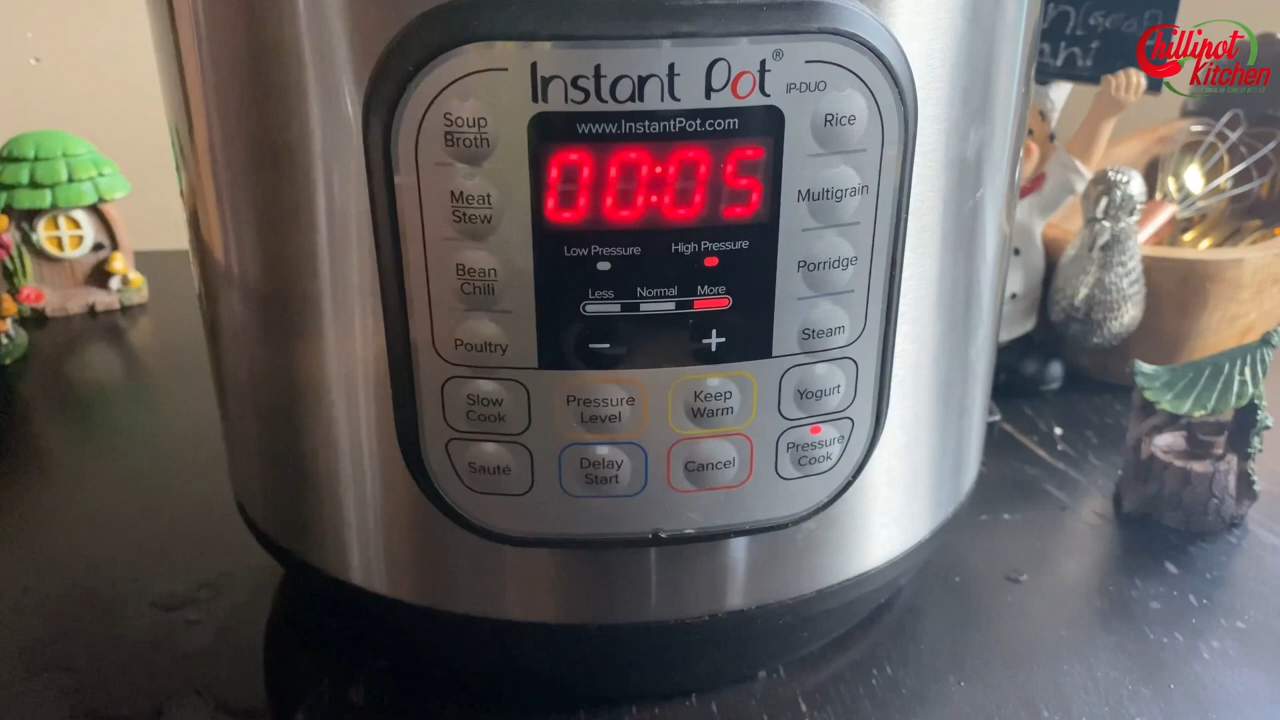 Chillipot
Kitchen
Instant Pot®
IP-DUO
www.InstantPot.com
00:05
Low Pressure
High Pressure
Less
Normal
More
−
+
Soup
Broth
Meat
Stew
Bean
Chili
Poultry
Rice
Multigrain
Porridge
Steam
Slow
Cook
Pressure
Level
Keep
Warm
Yogurt
Sauté
Delay
Start
Cancel
Pressure
Cook